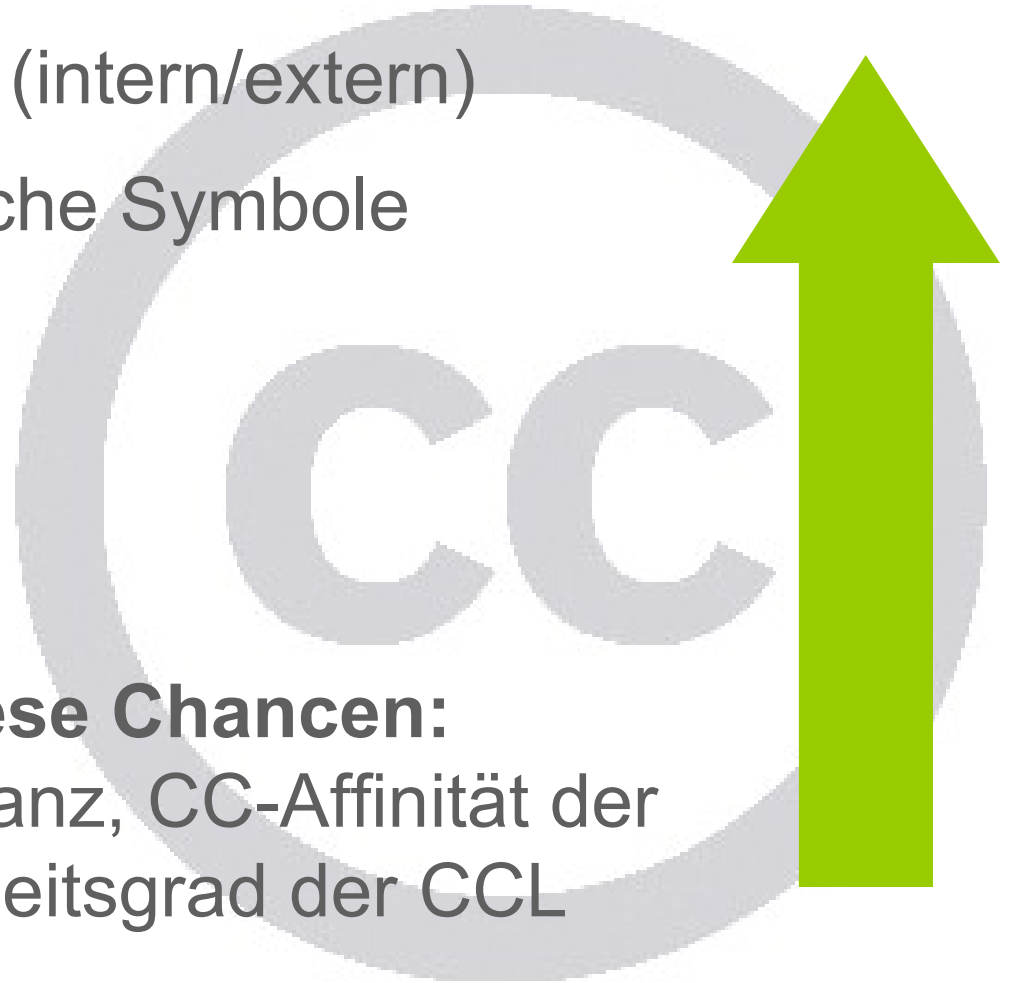 (intern/extern)
che Symbole
cc
ese Chancen:
anz, CC-Affinität der
eitsgrad der CCL